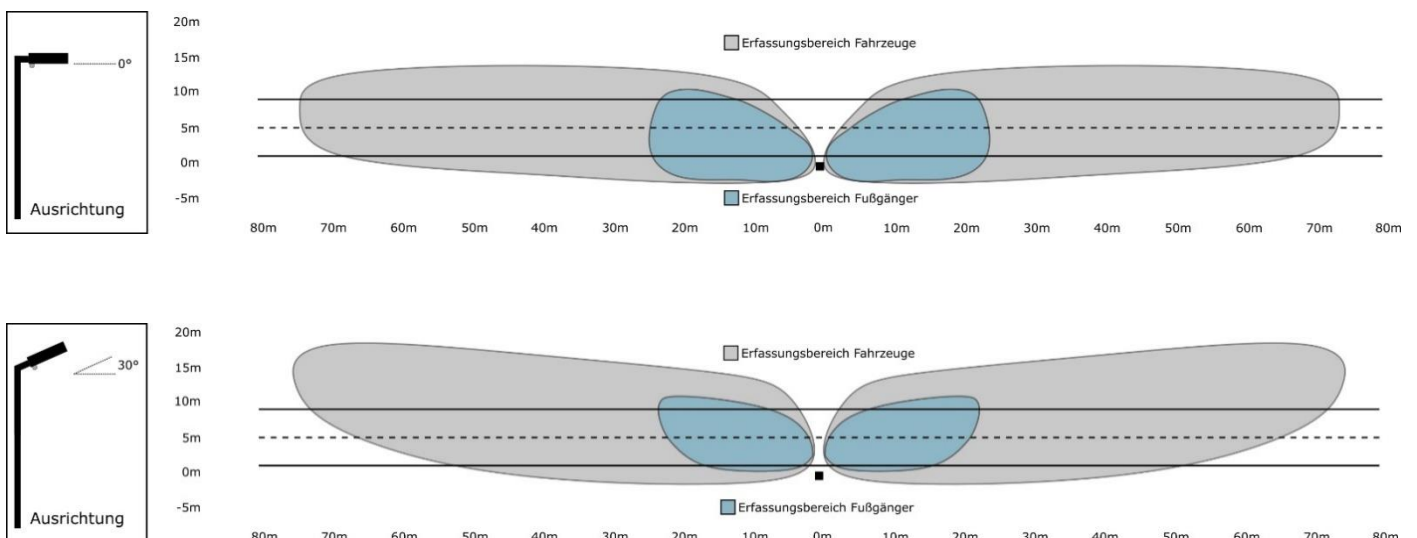 20m
15m
10m
5m
0m
-5m
0°
Ausrichtung
Erfassungsbereich Fahrzeuge
Erfassungsbereich Fußgänger
80m 70m 60m 50m 40m 30m 20m 10m 0m 10m 20m 30m 40m 50m 60m 70m 80m
20m
15m
10m
5m
0m
-5m
30°
Ausrichtung
Erfassungsbereich Fahrzeuge
Erfassungsbereich Fußgänger
80m 70m 60m 50m 40m 30m 20m 10m 0m 10m 20m 30m 40m 50m 60m 70m 80m